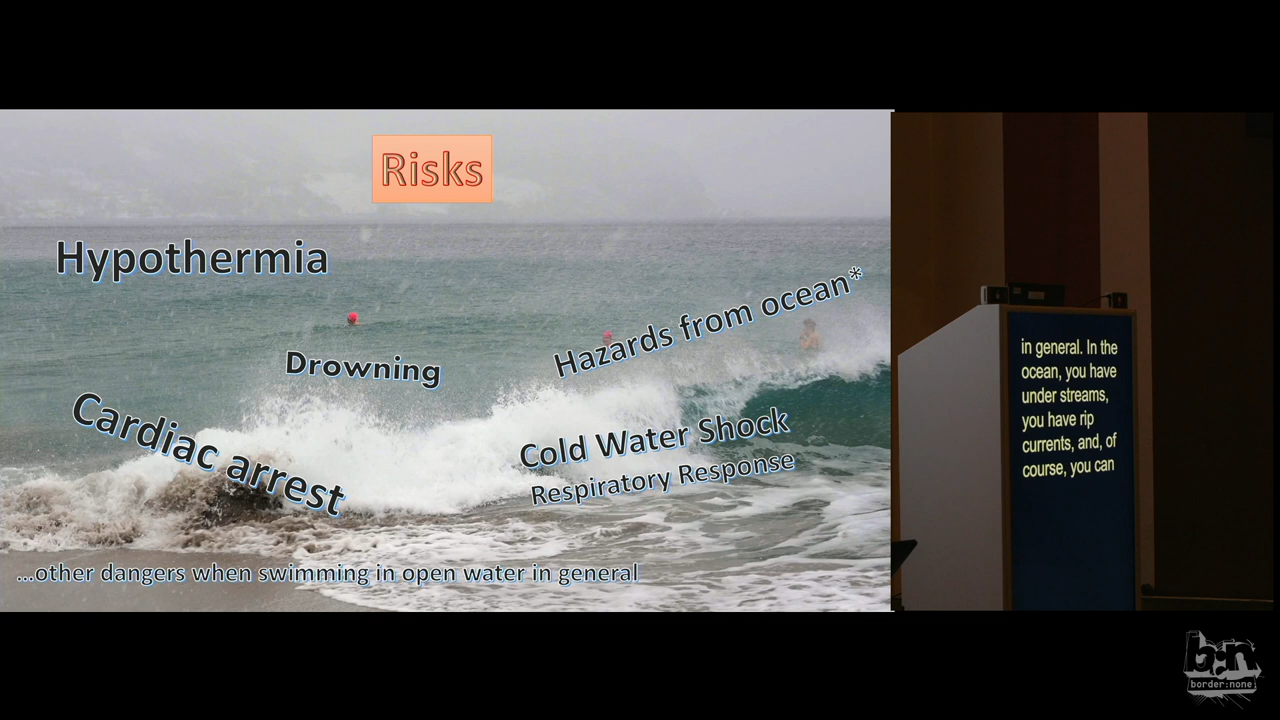 Risks
Hypothermia
Hazards from ocean*
Drowning
Cardiac arrest
Cold Water Shock
Respiratory Response
...other dangers when swimming in open water in general
in general. In the
ocean, you have
under streams,
you have rip
currents, and, of
course, you can
b:n
border:none